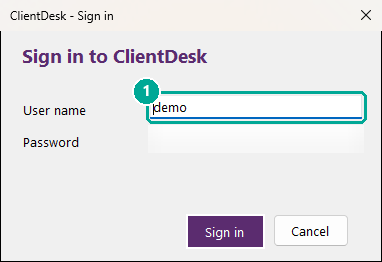 ClientDesk - Sign in
Sign in to ClientDesk
1
User name demo
Password
Sign in Cancel